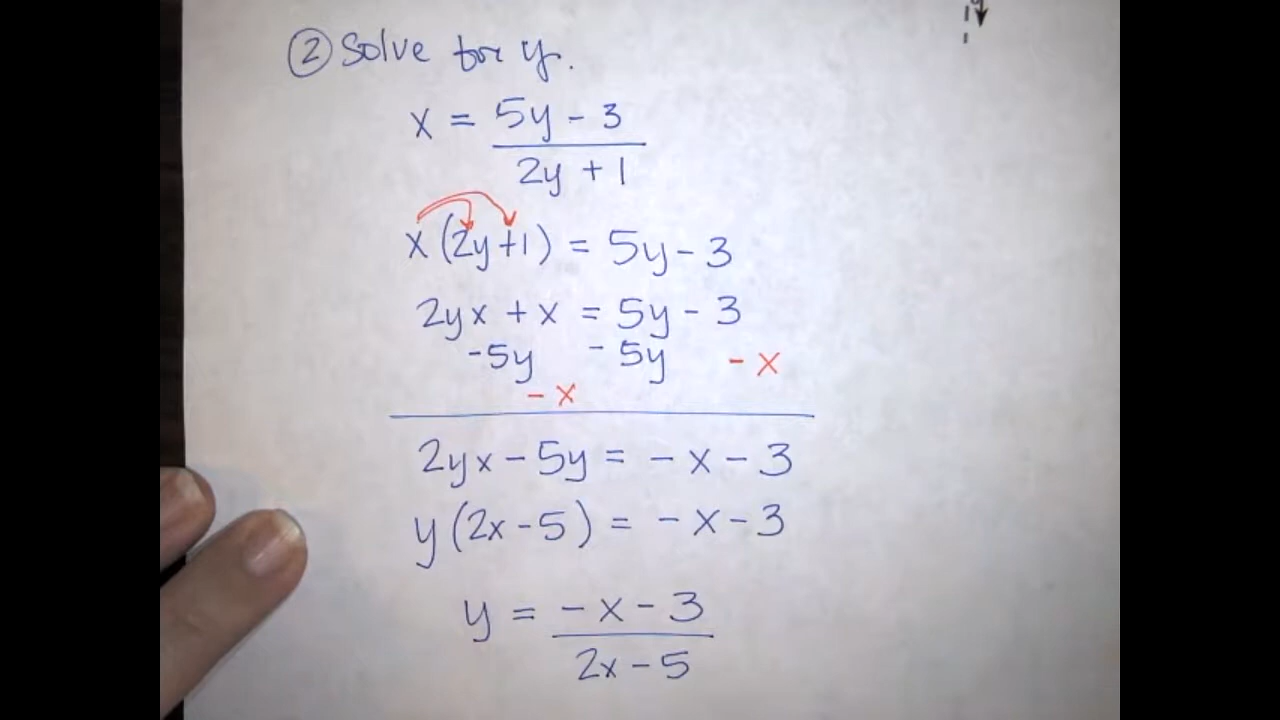 ② Solve for y.
x = 5y - 3
2y + 1
x (2y+1) = 5y - 3
2yx + x = 5y - 3
-5y - 5y - x
- x
2yx - 5y = - x - 3
y (2x - 5) = - x - 3
y = - x - 3
2x - 5